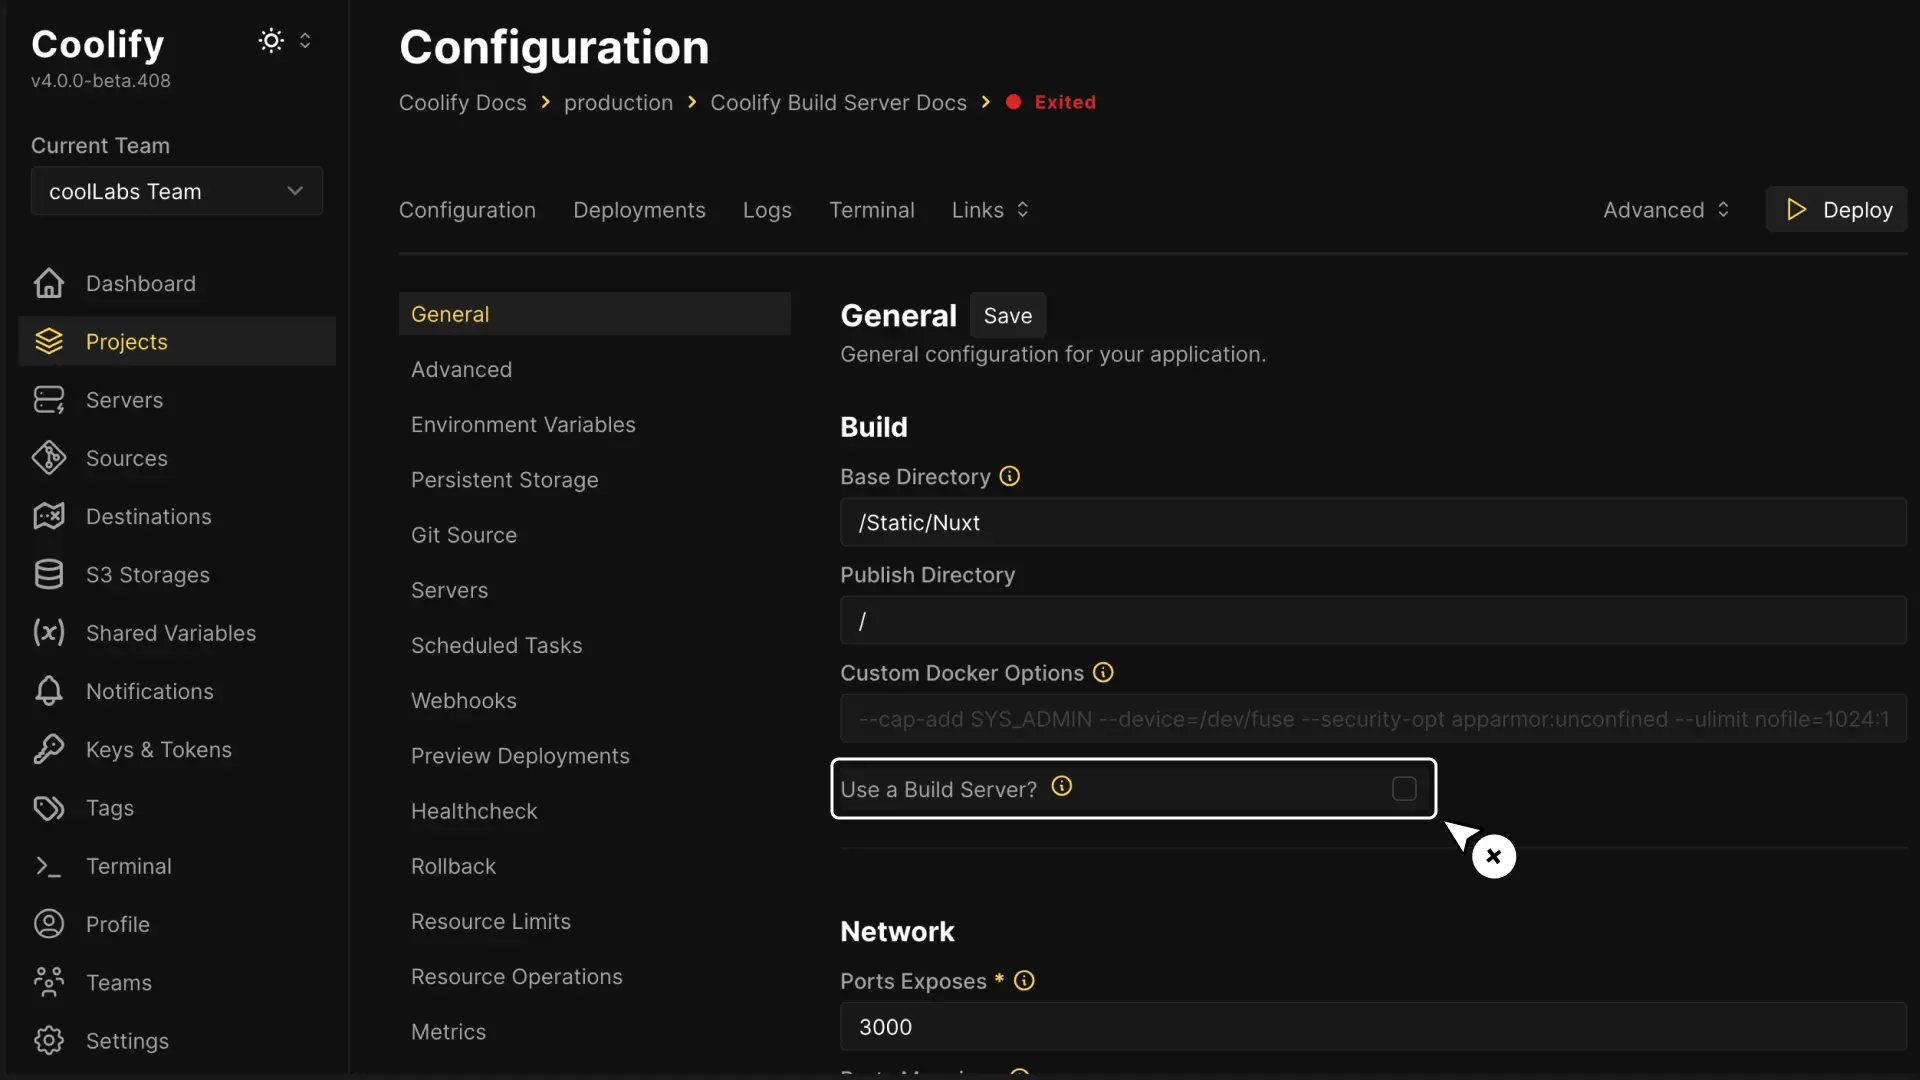 Coolify
v4.0.0-beta.408
Current Team
coolLabs Team
Dashboard
Projects
Servers
Sources
Destinations
S3 Storages
Shared Variables
Notifications
Keys & Tokens
Tags
Terminal
Profile
Teams
Settings
Configuration
Coolify Docs > production > Coolify Build Server Docs > Exited
Configuration Deployments Logs Terminal Links Advanced Deploy
General
Advanced
Environment Variables
Persistent Storage
Git Source
Servers
Scheduled Tasks
Webhooks
Preview Deployments
Healthcheck
Rollback
Resource Limits
Resource Operations
Metrics
General Save
General configuration for your application.
Build
Base Directory
/Static/Nuxt
Publish Directory
/
Custom Docker Options
--cap-add SYS_ADMIN --device=/dev/fuse --security-opt apparmor:unconfined --ulimit nofile=1024:1
Use a Build Server?
Network
Ports Exposes *
3000